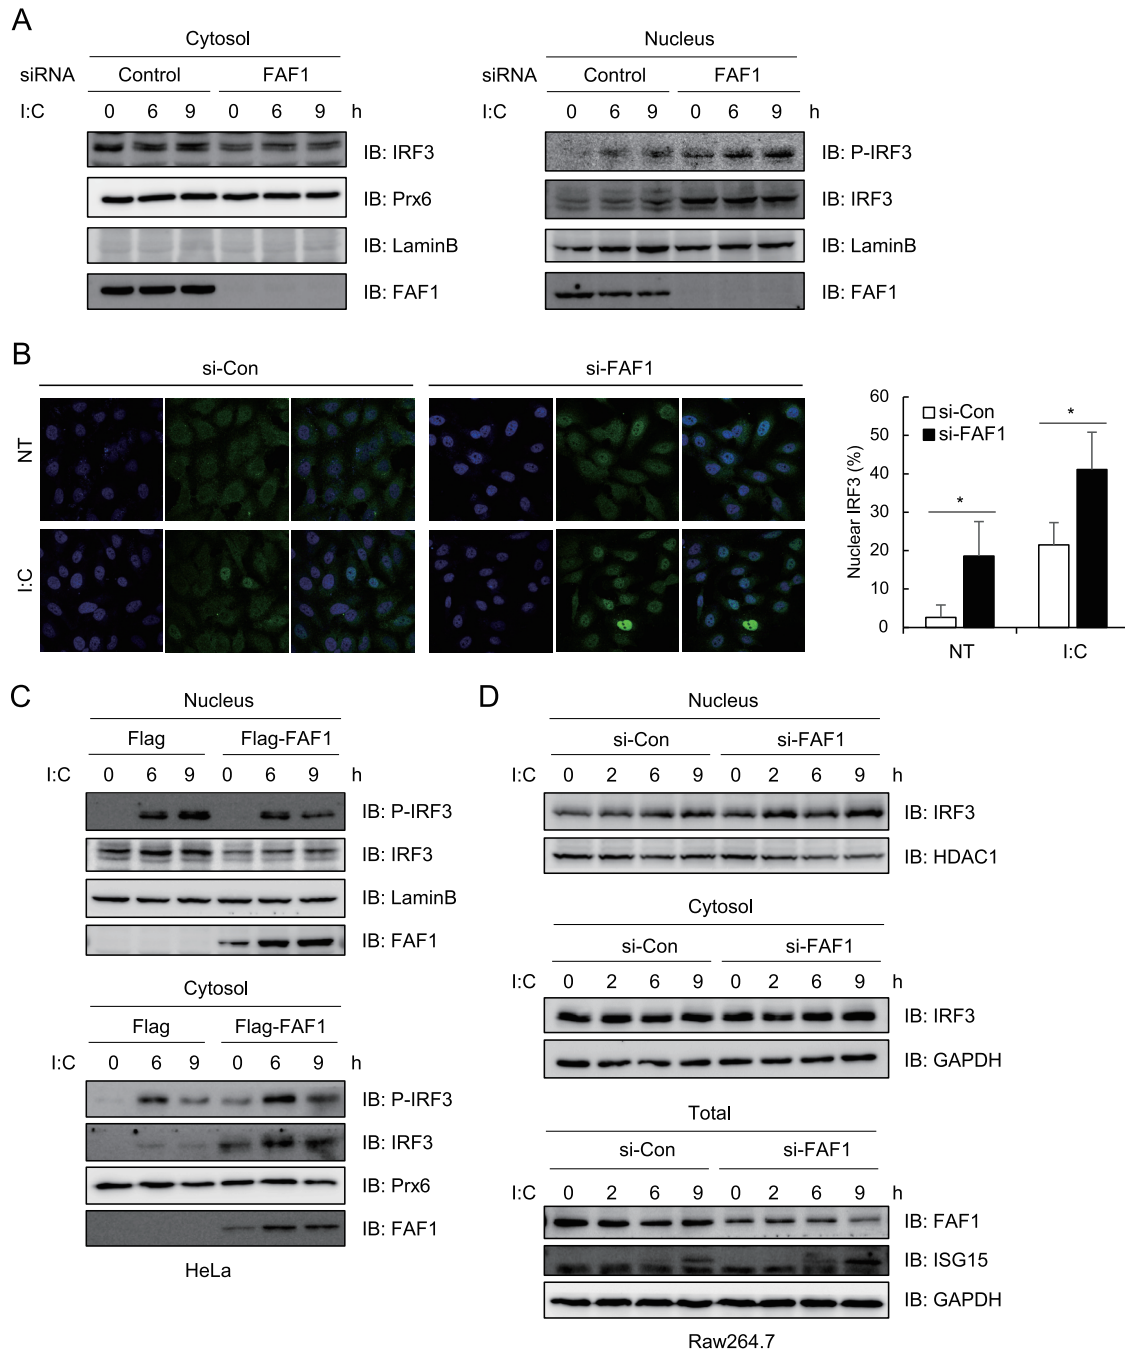 A
Cytosol
siRNA Control FAF1
I:C 0 6 9 0 6 9 h
IB: IRF3
IB: Prx6
IB: LaminB
IB: FAF1
Nucleus
siRNA Control FAF1
I:C 0 6 9 0 6 9 h
IB: P-IRF3
IB: IRF3
IB: LaminB
IB: FAF1
B
si-Con si-FAF1
NT
I:C
Nuclear IRF3 (%)
60
50
40
30
20
10
0
si-Con
si-FAF1
*
*
NT I:C
C
Nucleus
Flag Flag-FAF1
I:C 0 6 9 0 6 9 h
IB: P-IRF3
IB: IRF3
IB: LaminB
IB: FAF1
Cytosol
Flag Flag-FAF1
I:C 0 6 9 0 6 9 h
IB: P-IRF3
IB: IRF3
IB: Prx6
IB: FAF1
HeLa
D
Nucleus
si-Con si-FAF1
I:C 0 2 6 9 0 2 6 9 h
IB: IRF3
IB: HDAC1
Cytosol
si-Con si-FAF1
I:C 0 2 6 9 0 2 6 9 h
IB: IRF3
IB: GAPDH
Total
si-Con si-FAF1
I:C 0 2 6 9 0 2 6 9 h
IB: FAF1
IB: ISG15
IB: GAPDH
Raw264.7